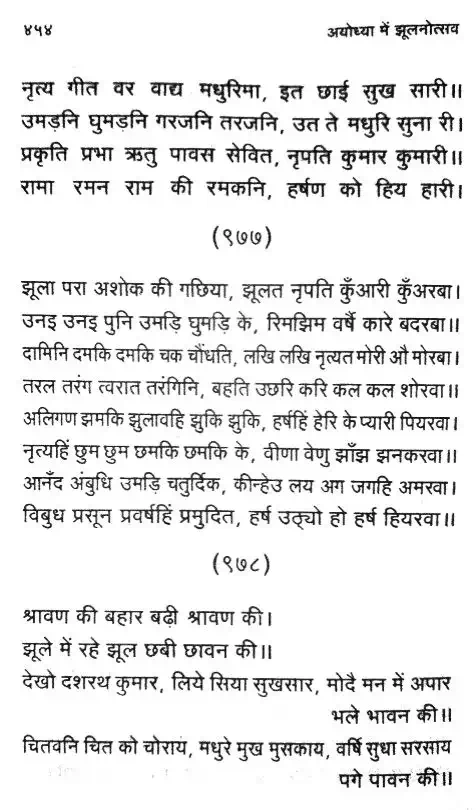 ४५४ अयोध्या में झूलनोत्सव
नृत्य गीत वर वाद्य मधुरिमा, इत छाई सुख सारी॥
उमड़नि घुमड़नि गरजनि तरजनि, उत ते मधुरि सुना री।
प्रकृति प्रभा ऋतु पावस सेवित, नृपति कुमार कुमारी॥
रामा रमन राम की रमकनि, हर्षण को हिय हारी।
(९७७)
झूला परा अशोक की गछिया, झूलत नृपति कुँआरी कुँअरबा।
उनइ उनइ पुनि उमड़ि घुमड़ि के, रिमझिम वर्षै कारे बदरबा॥
दामिनि दमकि दमकि चक चौंधति, लखि लखि नृत्यत मोरी औ मोरबा।
तरल तरंग त्वरात तरंगिनि, बहति उछरि करि कल कल शोरवा॥
अलिगण झमकि झुलावहि झुकि झुकि, हर्षहिं हेरि के प्यारी पियरवा।
नृत्यहिं छुम छुम छमकि छमकि के, वीणा वेणु झाँझ झनकरवा॥
आनँद अंबुधि उमड़ि चतुर्दिक, कीन्हेउ लय अग जगहि अमरवा।
विबुध प्रसून प्रवर्षहिं प्रमुदित, हर्ष उठ्यो हो हर्ष हियरवा॥
(९७८)
श्रावण की बहार बढ़ी श्रावण की।
झूले में रहे झूल छबी छावन की॥
देखो दशरथ कुमार, लिये सिया सुखसार, मोदै मन में अपार
भले भावन की॥
चितवनि चित को चोराय, मधुरे मुख मुसकाय, वर्षि सुधा सरसाय
पगे पावन की॥